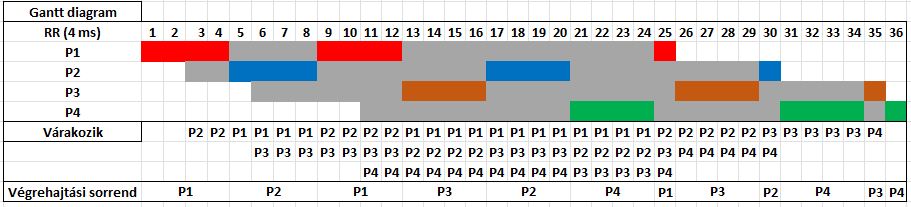 Gantt diagram
RR (4 ms) 1 2 3 4 5 6 7 8 9 10 11 12 13 14 15 16 17 18 19 20 21 22 23 24 25 26 27 28 29 30 31 32 33 34 35 36
P1
P2
P3
P4
Várakozik P2 P2 P1 P1 P1 P1 P2 P2 P2 P2 P1 P1 P1 P1 P1 P1 P1 P1 P1 P1 P1 P1 P2 P2 P2 P2 P2 P3 P3 P3 P3 P3 P4
P3 P3 P3 P3 P3 P3 P3 P2 P2 P2 P2 P3 P3 P3 P3 P2 P2 P2 P2 P3 P4 P4 P4 P4 P4
P4 P4 P4 P4 P4 P4 P4 P4 P4 P4 P3 P3 P3 P3 P4
Végrehajtási sorrend P1 P2 P1 P3 P2 P4 P1 P3 P2 P4 P3 P4